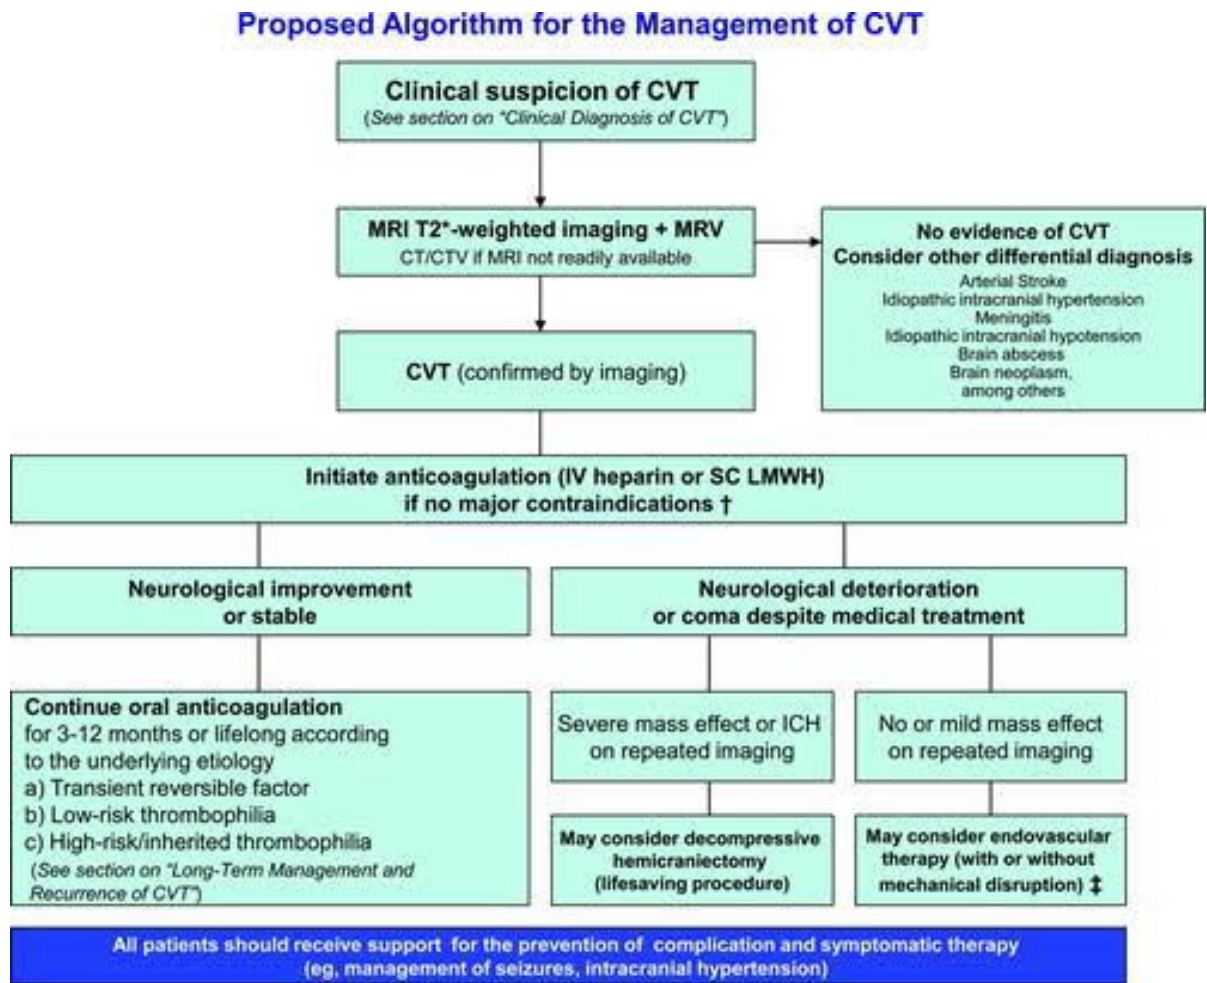 Proposed Algorithm for the Management of CVT
Clinical suspicion of CVT
(See section on "Clinical Diagnosis of CVT")
MRI T2*-weighted imaging + MRV
CT/CTV if MRI not readily available
No evidence of CVT
Consider other differential diagnosis
Arterial Stroke
Idiopathic intracranial hypertension
Meningitis
Idiopathic intracranial hypotension
Brain abscess
Brain neoplasm,
among others
CVT (confirmed by imaging)
Initiate anticoagulation (IV heparin or SC LMWH)
if no major contraindications †
Neurological improvement
or stable
Neurological deterioration
or coma despite medical treatment
Continue oral anticoagulation
for 3-12 months or lifelong according
to the underlying etiology
a) Transient reversible factor
b) Low-risk thrombophilia
c) High-risk/inherited thrombophilia
(See section on "Long-Term Management and
Recurrence of CVT")
Severe mass effect or ICH
on repeated imaging
No or mild mass effect
on repeated imaging
May consider decompressive
hemicraniectomy
(lifesaving procedure)
May consider endovascular
therapy (with or without
mechanical disruption) ‡
All patients should receive support for the prevention of complication and symptomatic therapy
(eg, management of seizures, intracranial hypertension)